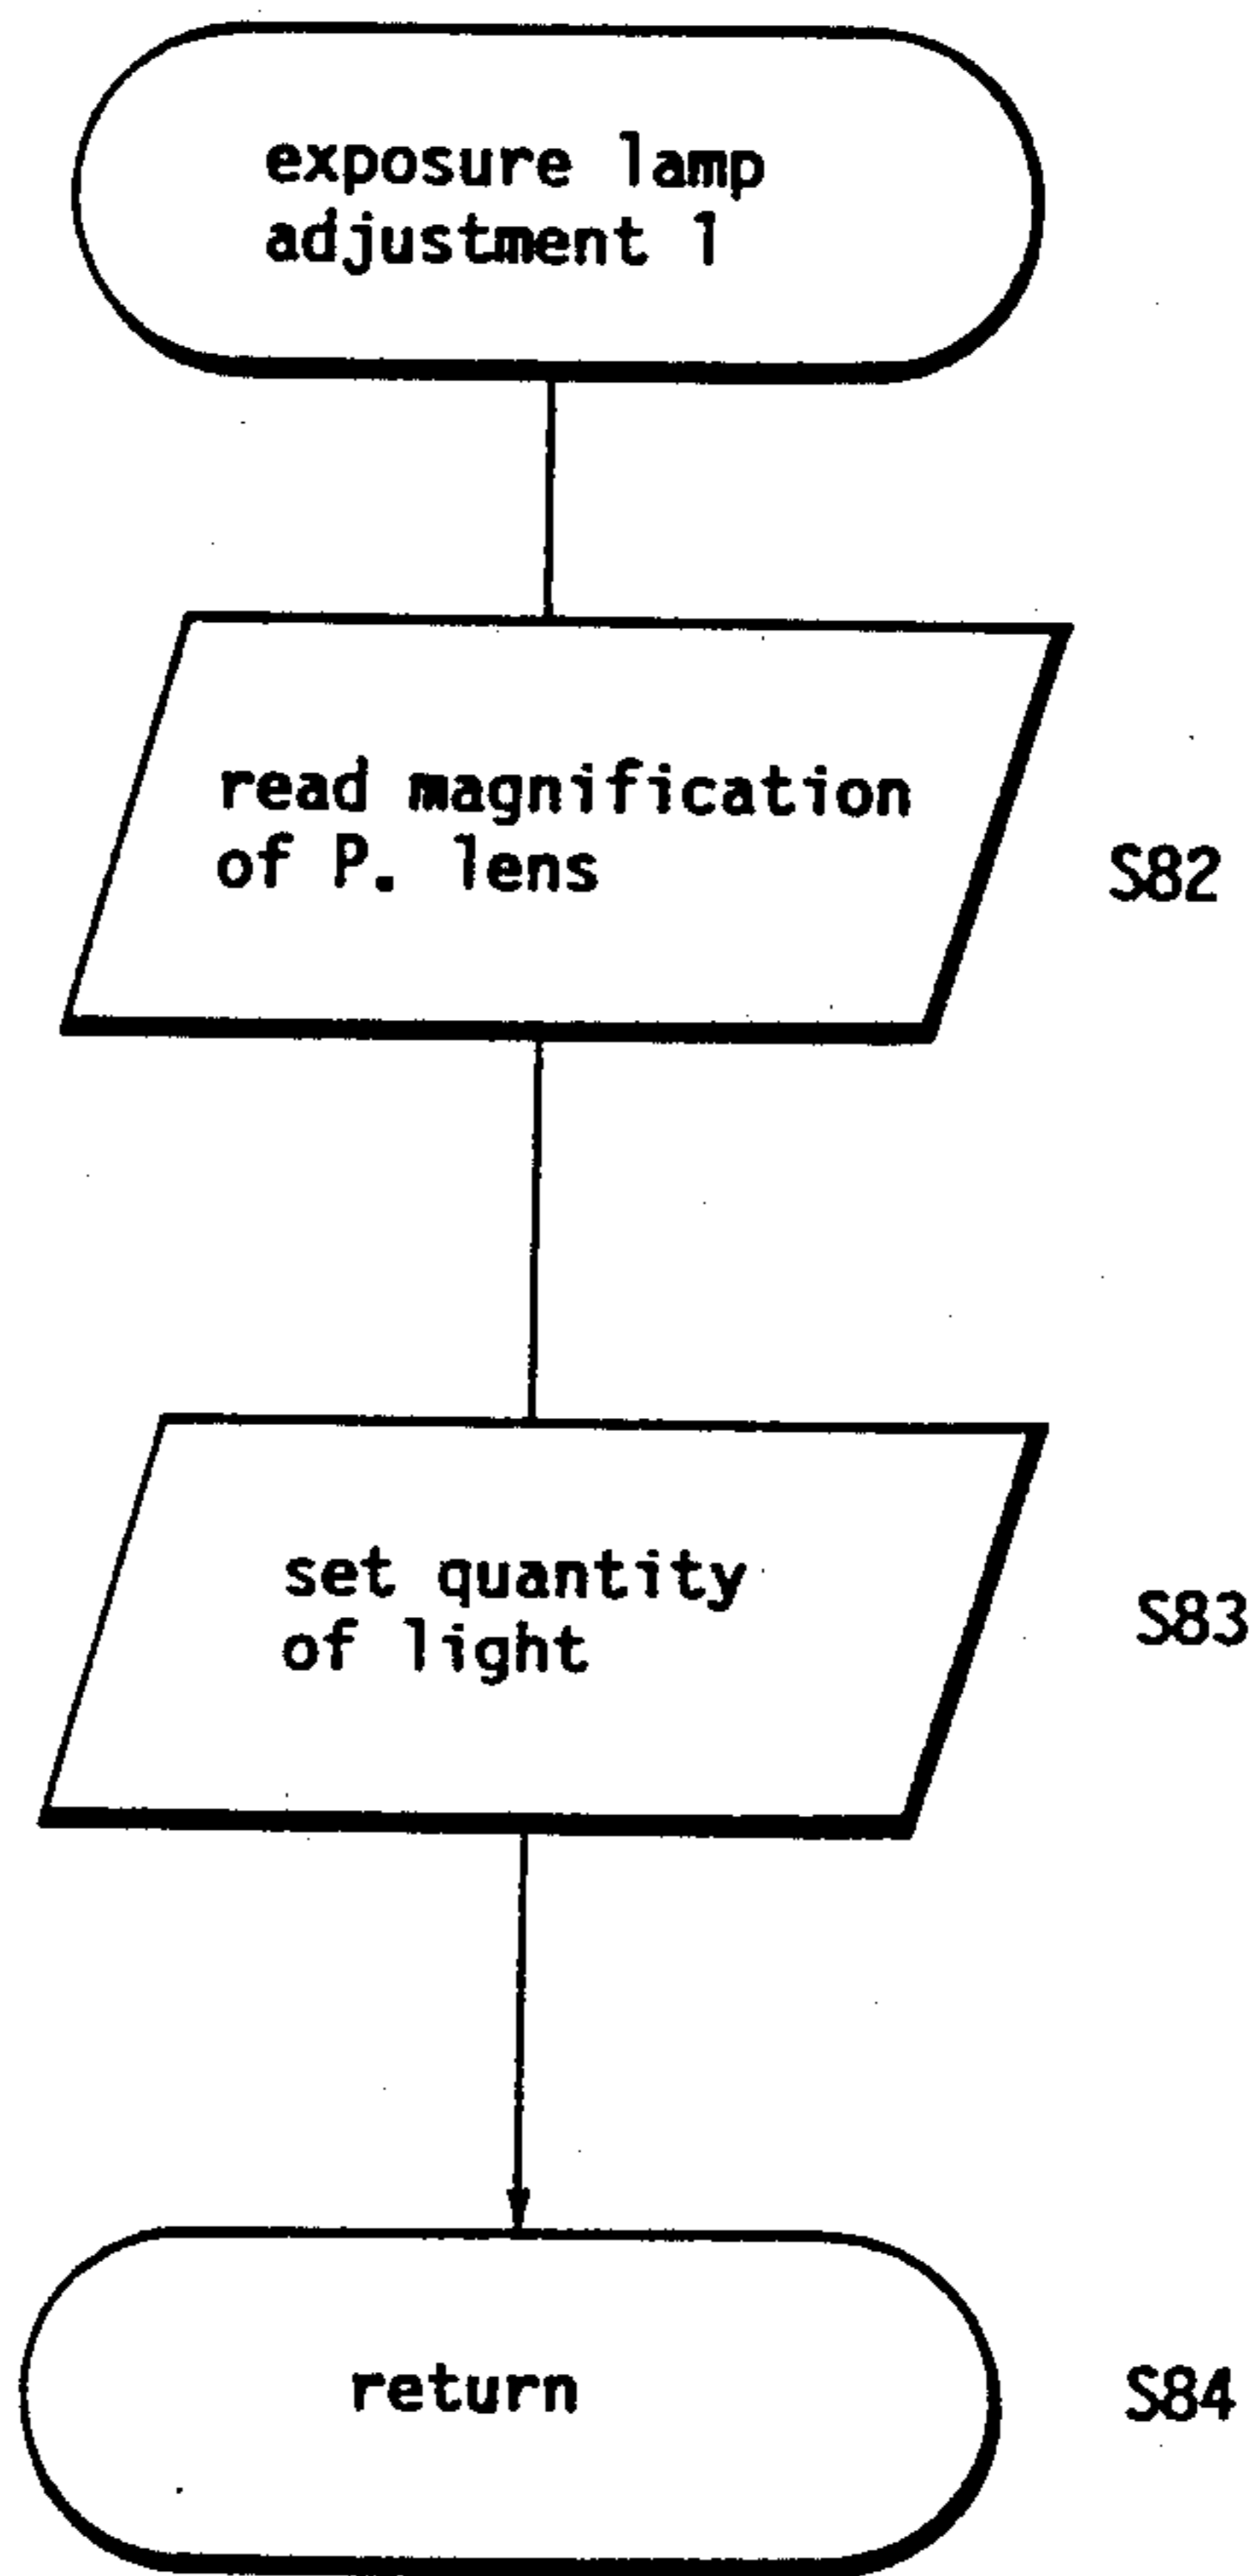 exposure lamp
adjustment 1
read magnification
of P. lens
S82
set quantity
of light
S83
return
S84